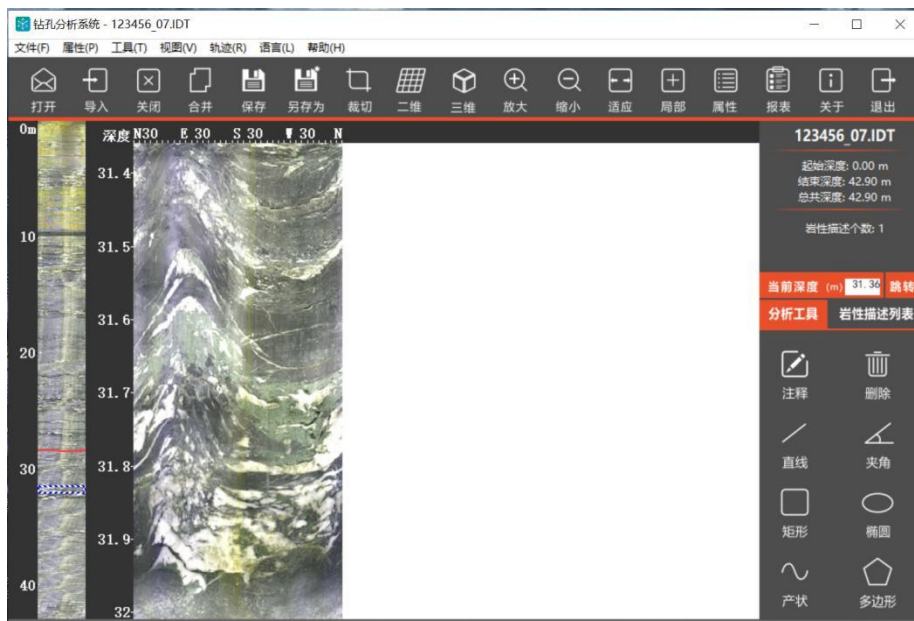 钻孔分析系统 - 123456_07.IDT
文件(F) 属性(P) 工具(T) 视图(V) 轨迹(R) 语言(L) 帮助(H)
打开 导入 关闭 合并 保存 另存为 裁切 二维 三维 放大 缩小 适应 局部 属性 报表 关于 退出
0m 深度 N30 E 30 S 30 W 30 N
123456_07.IDT
起始深度: 0.00 m
31.4
结束深度: 42.90 m
总共深度: 42.90 m
岩性描述个数: 1
10
31.5
当前深度 (m) 31.36 跳转
31.6
分析工具 岩性描述列表
20
注释 删除
31.7
直线 夹角
31.8
30
矩形 椭圆
31.9
40
产状 多边形
32